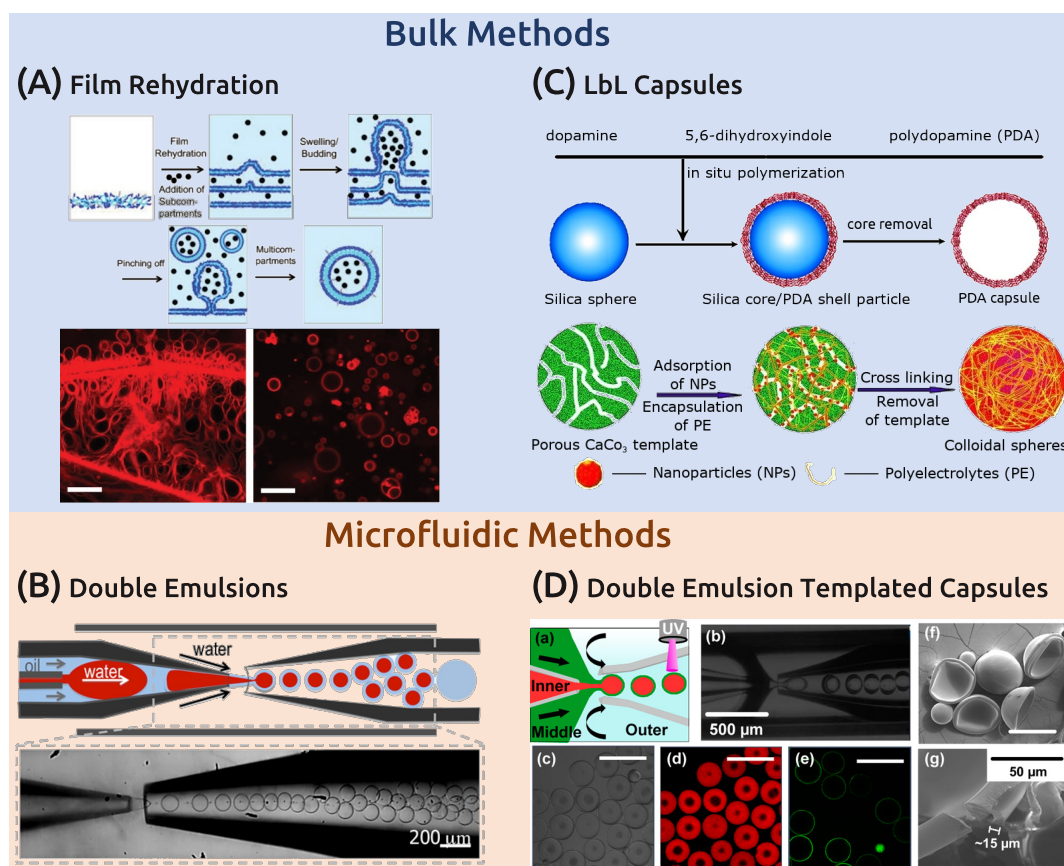 Bulk Methods
(A) Film Rehydration
Film
Rehydration
Addition of
Subcom-
partments
Swelling/
Budding
Pinching off
Multicom-
partments
(C) LbL Capsules
dopamine
5,6-dihydroxyindole
polydopamine (PDA)
in situ polymerization
core removal
Silica sphere
Silica core/PDA shell particle
PDA capsule
Adsorption
of NPs
Encapsulation
of PE
Cross linking
Removal
of template
Porous CaCo₃ template
Colloidal spheres
Nanoparticles (NPs)
Polyelectrolytes (PE)
Microfluidic Methods
(B) Double Emulsions
water
oil
water
200 µm
(D) Double Emulsion Templated Capsules
(a)
UV
Inner
Middle
Outer
(b)
500 µm
(f)
(c)
(d)
(e)
(g)
50 µm
~15 µm